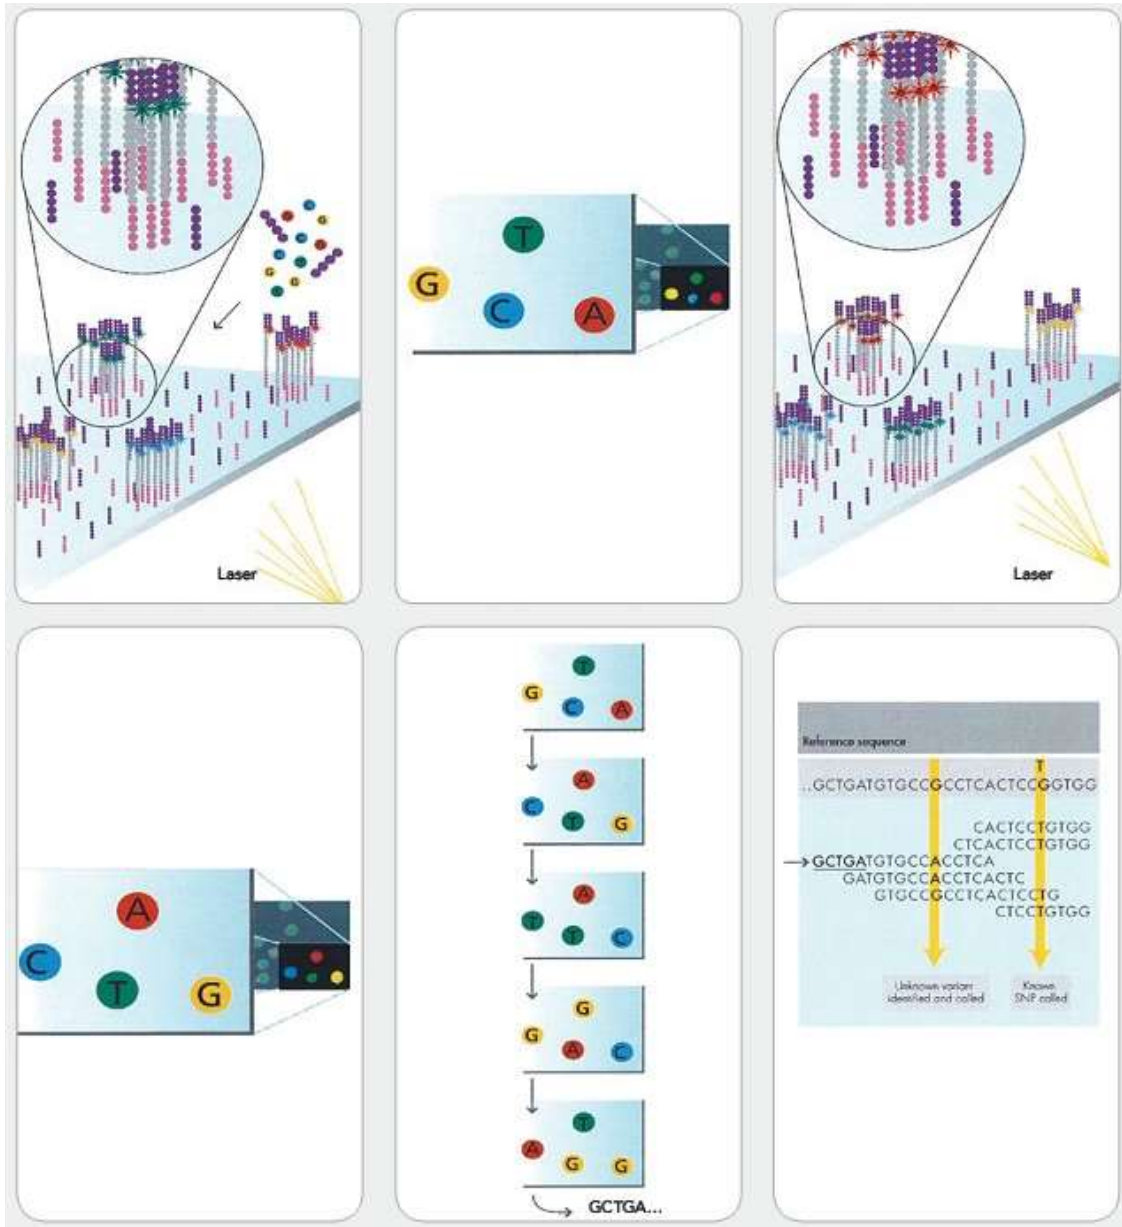 Laser
T
G
C
A
Laser
A
C
T
G
T
G
C
A
A
C
T
G
A
T
T
C
G
G
A
C
T
A
G
G
GCTGA...
Reference sequence
T
..GCTGATGTGCCGCCTCACTCCGGTGG
CACTCCTGTGG
CTCACTCCTGTGG
GCTGATGTGCCACCTCA
GATGTGCCACCTCACTC
GTGCCGCCTCACTCCTG
CTCCTGTGG
Unknown variant
identified and called
Known
SNP called